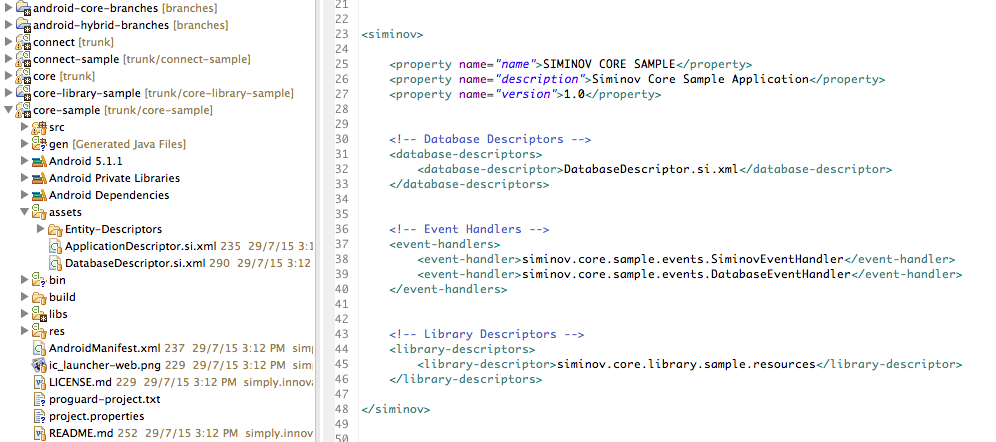 android-core-branches [branches]
android-hybrid-branches [branches]
connect [trunk]
connect-sample [trunk/connect-sample]
core [trunk]
core-library-sample [trunk/core-library-sample]
core-sample [trunk/core-sample]
src
gen [Generated Java Files]
Android 5.1.1
Android Private Libraries
Android Dependencies
assets
Entity-Descriptors
ApplicationDescriptor.si.xml 235 29/7/15 3:1
DatabaseDescriptor.si.xml 290 29/7/15 3:12
bin
build
libs
res
AndroidManifest.xml 237 29/7/15 3:12 PM simp
ic_launcher-web.png 229 29/7/15 3:12 PM
LICENSE.md 229 29/7/15 3:12 PM simply.innova
proguard-project.txt
project.properties
README.md 252 29/7/15 3:12 PM simply.innov
21
22
23 <siminov>
24
25 <property name="name">SIMINOV CORE SAMPLE</property>
26 <property name="description">Siminov Core Sample Application</property>
27 <property name="version">1.0</property>
28
29
30 <!-- Database Descriptors -->
31 <database-descriptors>
32 <database-descriptor>DatabaseDescriptor.si.xml</database-descriptor>
33 </database-descriptors>
34
35
36 <!-- Event Handlers -->
37 <event-handlers>
38 <event-handler>siminov.core.sample.events.SiminovEventHandler</event-handler>
39 <event-handler>siminov.core.sample.events.DatabaseEventHandler</event-handler>
40 </event-handlers>
41
42
43 <!-- Library Descriptors -->
44 <library-descriptors>
45 <library-descriptor>siminov.core.library.sample.resources</library-descriptor>
46 </library-descriptors>
47
48 </siminov>
49
50